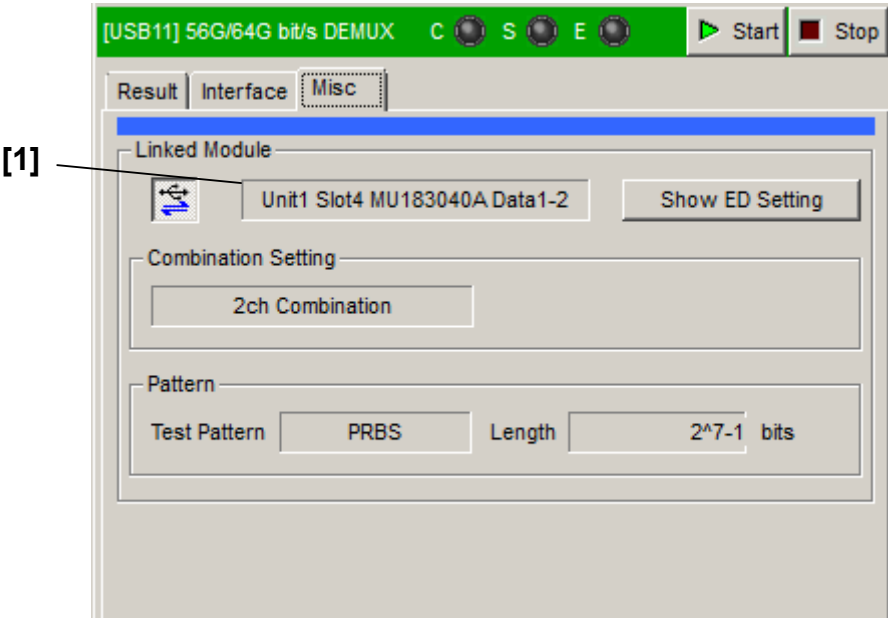 [USB11] 56G/64G bit/s DEMUX C S E Start Stop
Result Interface Misc
[1]
Linked Module
Unit1 Slot4 MU183040A Data1-2 Show ED Setting
Combination Setting
2ch Combination
Pattern
Test Pattern PRBS Length 2^7-1 bits